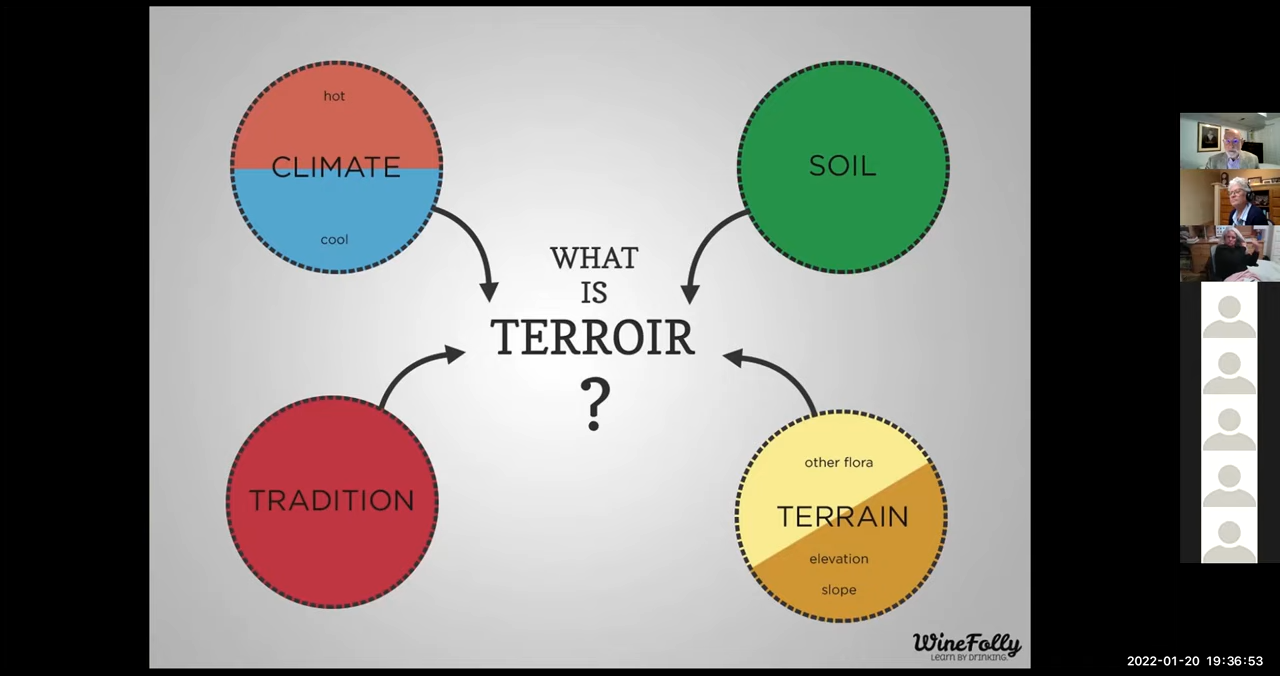 hot
CLIMATE
cool
SOIL
WHAT
IS
TERROIR
?
TRADITION
other flora
TERRAIN
elevation
slope
WineFolly
LEARN BY DRINKING.
2022-01-20 19:36:53